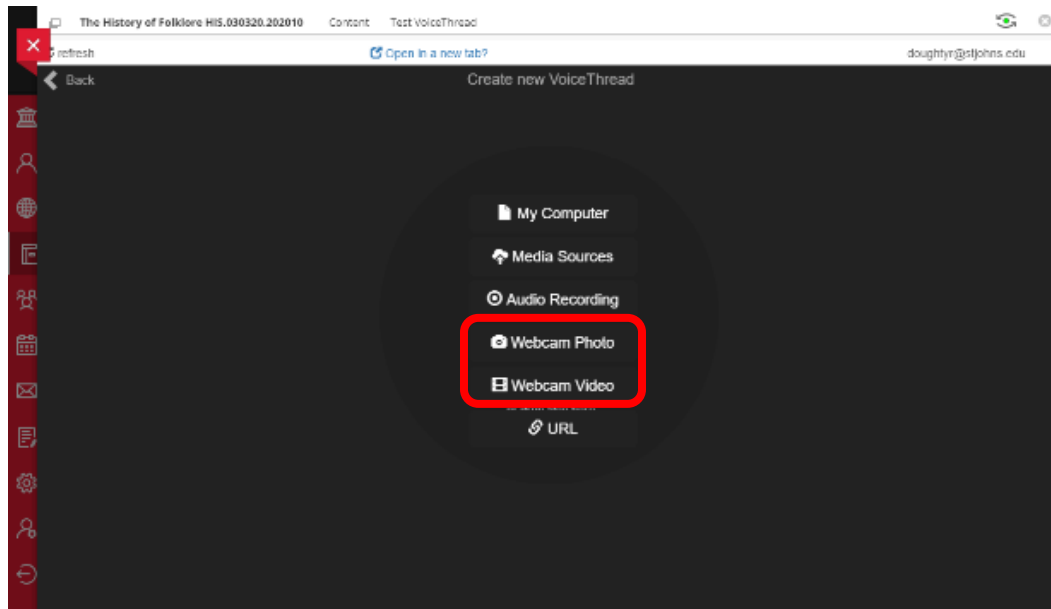 The History of Folklore HIS.030320.202010 Content Test VoiceThread
refresh Open in a new tab? doughtyr@stjohns.edu
Back Create new VoiceThread
My Computer
Media Sources
Audio Recording
Webcam Photo
Webcam Video
URL